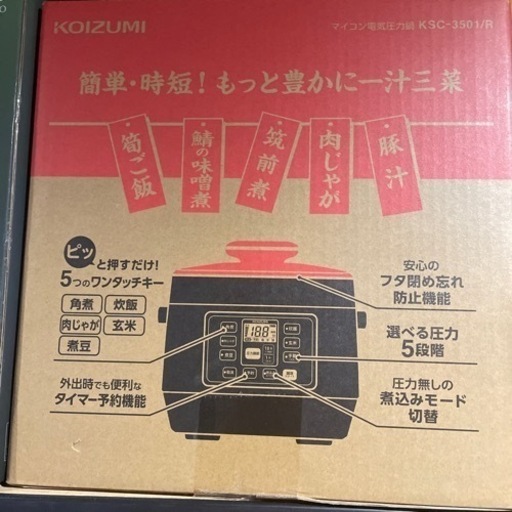 KOIZUMI
マイコン電気圧力鍋 KSC-3501/R
簡単・時短！もっと豊かに一汁三菜
筍ご飯
鯖の味噌煮
筑前煮
肉じゃが
豚汁
ピッと押すだけ！
5つのワンタッチキー
角煮 炊飯
肉じゃが 玄米
煮豆
外出時でも便利な
タイマー予約機能
安心の
フタ閉め忘れ
防止機能
選べる圧力
5段階
圧力無しの
煮込みモード
切替
KOIZUMI